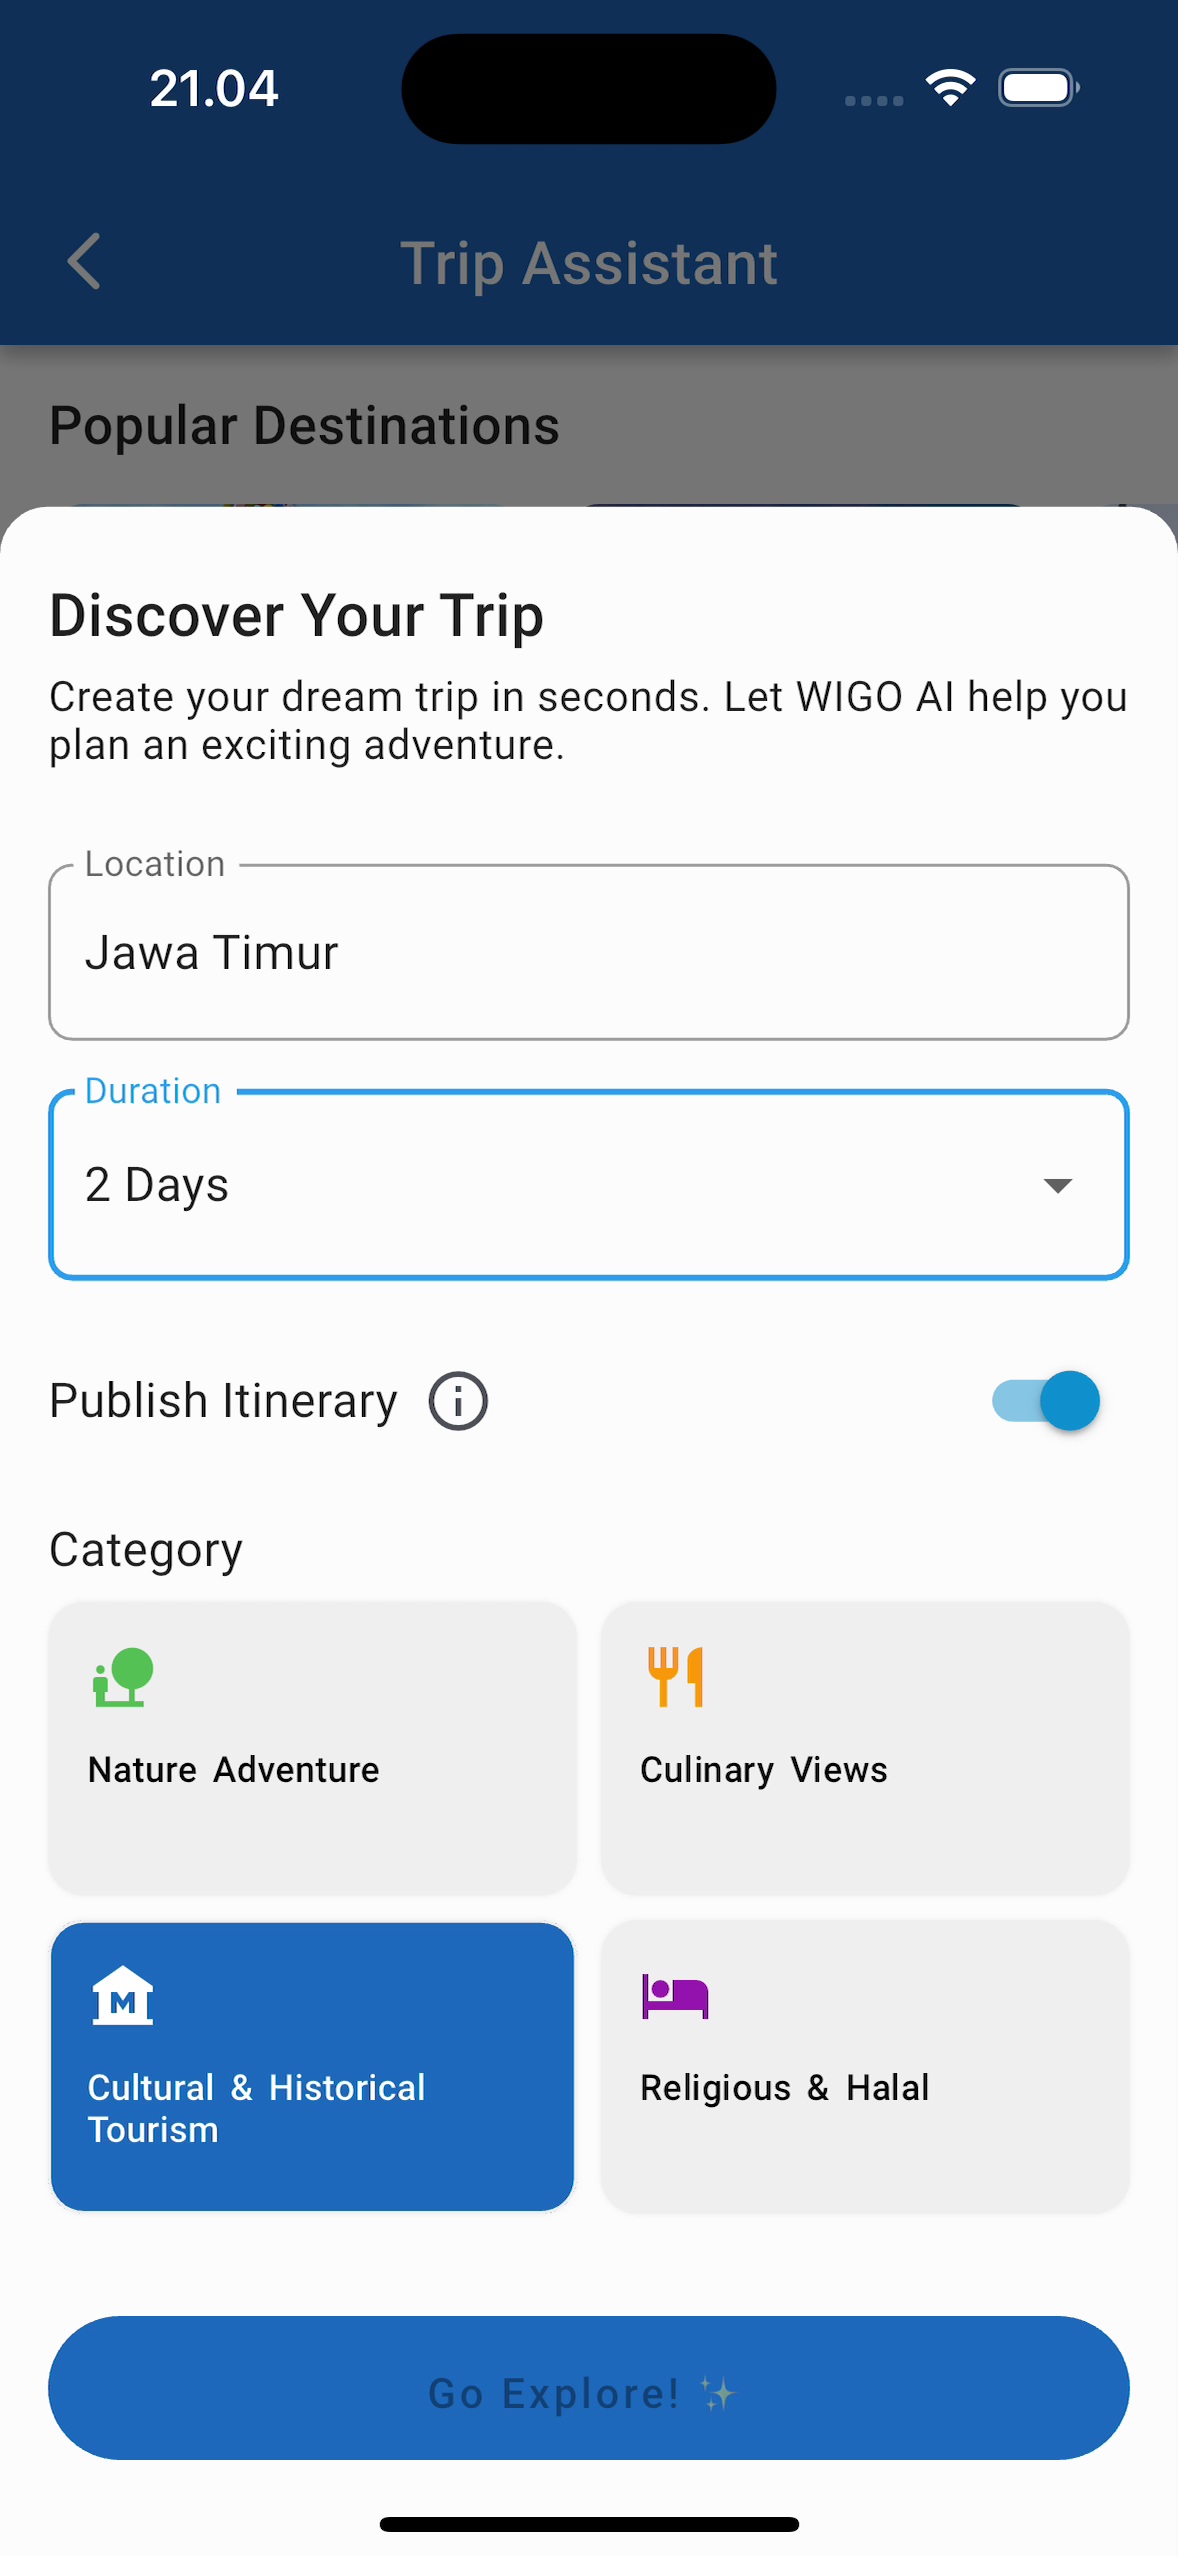 21.04
Trip Assistant
Popular Destinations
Discover Your Trip
Create your dream trip in seconds. Let WIGO AI help you
plan an exciting adventure.
Location
Jawa Timur
Duration
2 Days
Publish Itinerary
Category
Nature Adventure
Culinary Views
Cultural & Historical
Tourism
Religious & Halal
Go Explore! ✨